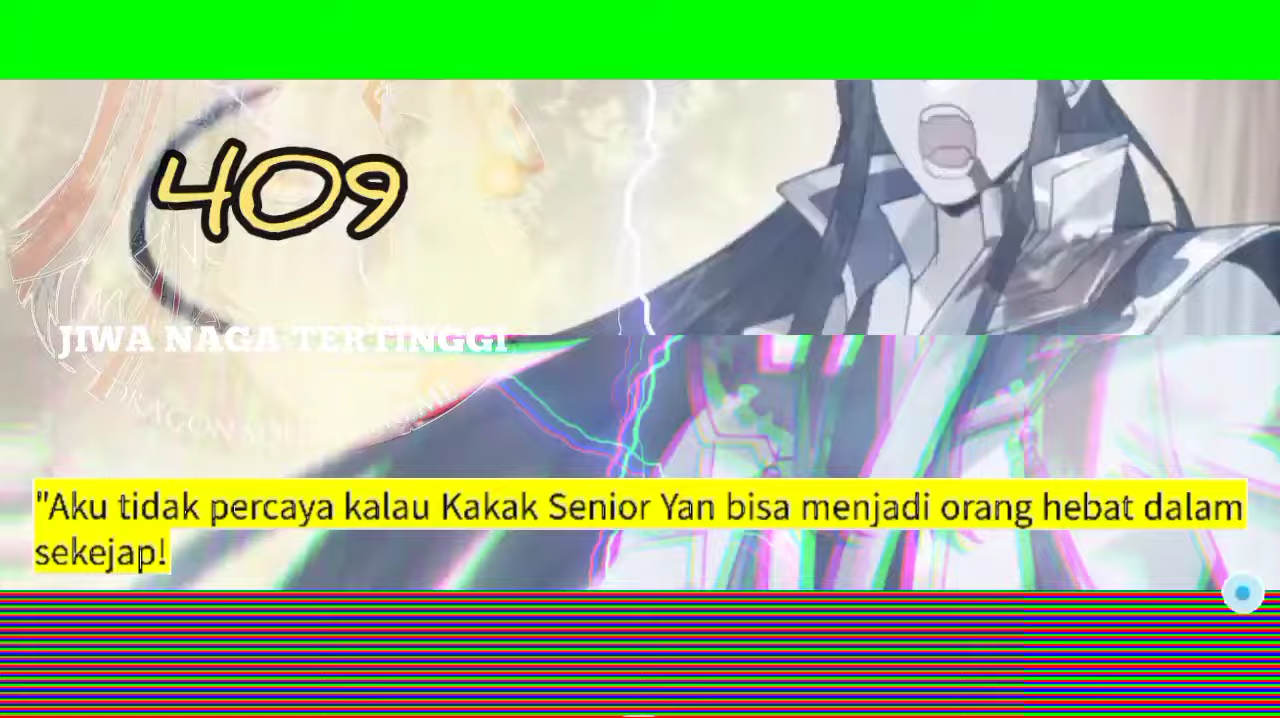 409
JIWA NAGA TERTINGGI
"Aku tidak percaya kalau Kakak Senior Yan bisa menjadi orang hebat dalam
sekejap!